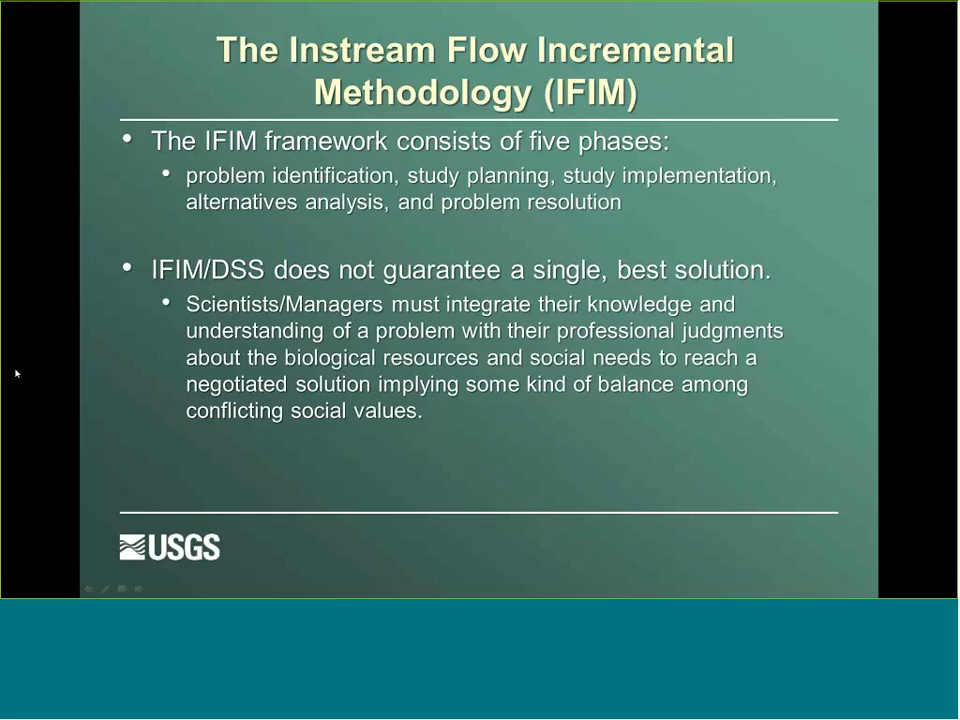 The Instream Flow Incremental
Methodology (IFIM)
• The IFIM framework consists of five phases:
• problem identification, study planning, study implementation,
alternatives analysis, and problem resolution
• IFIM/DSS does not guarantee a single, best solution.
• Scientists/Managers must integrate their knowledge and
understanding of a problem with their professional judgments
about the biological resources and social needs to reach a
negotiated solution implying some kind of balance among
conflicting social values.
USGS